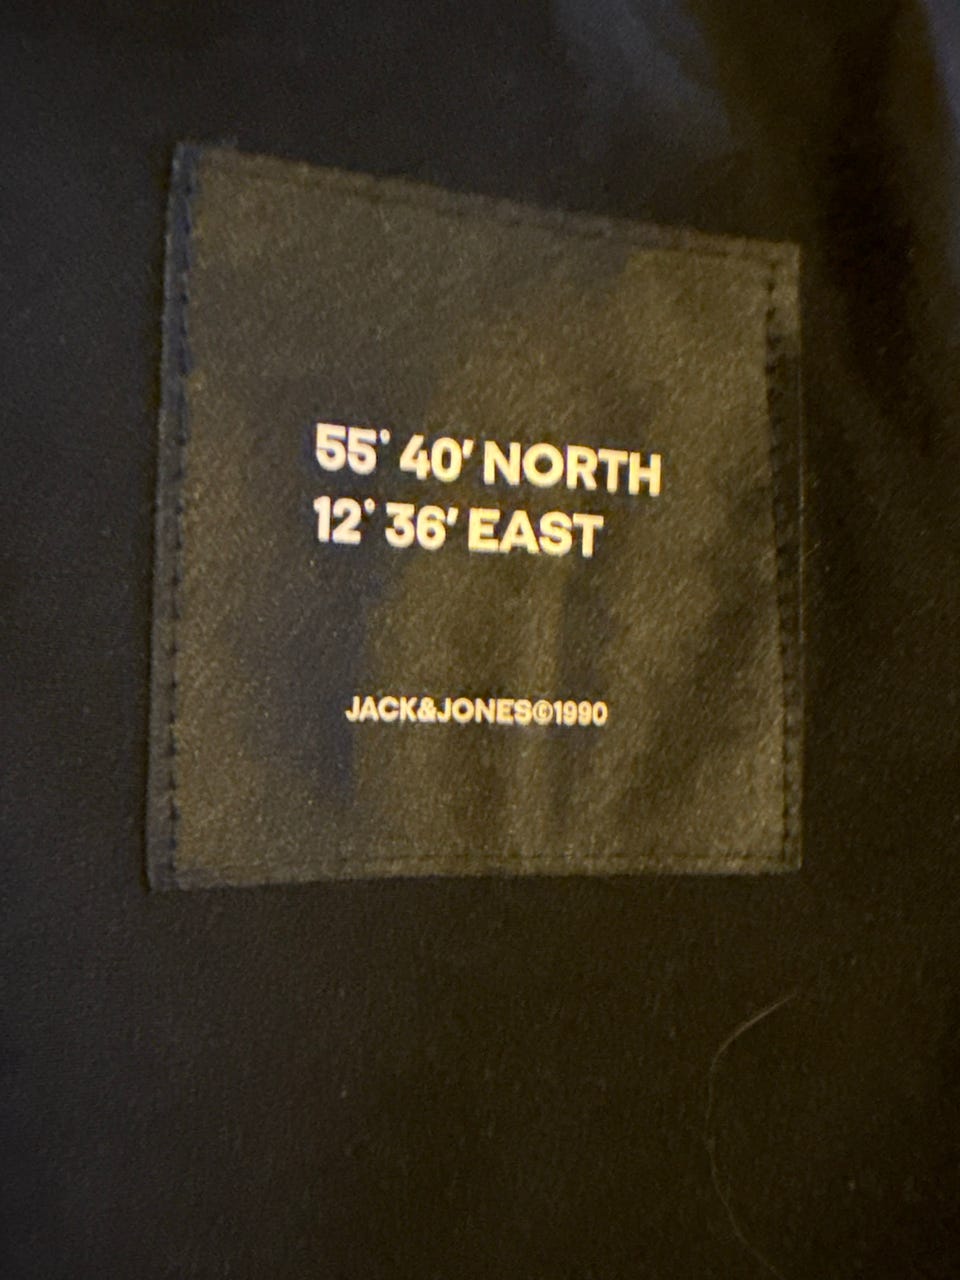 55° 40′ NORTH
12° 36′ EAST
JACK&JONES©1990